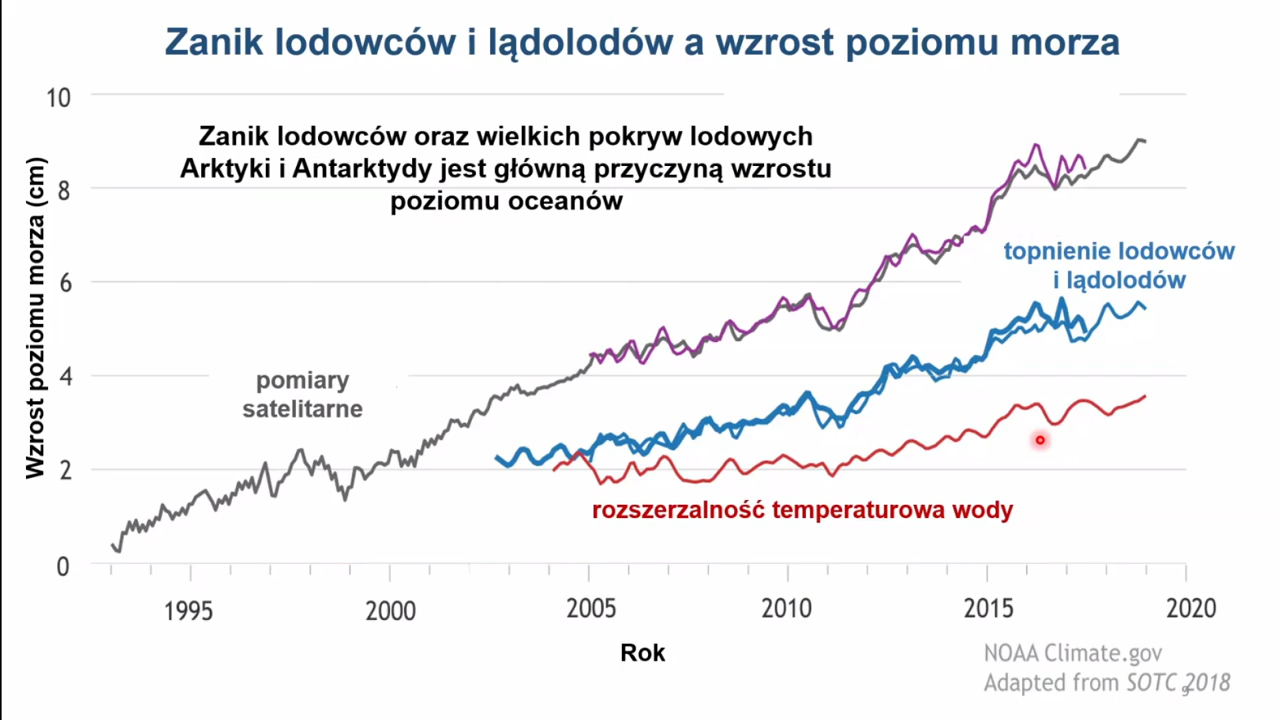 Zanik lodowców i lądolodów a wzrost poziomu morza
Zanik lodowców oraz wielkich pokryw lodowych
Arktyki i Antarktydy jest główną przyczyną wzrostu
poziomu oceanów
Wzrost poziomu morza (cm)
10
8
6
4
2
0
topnienie lodowców
i lądolodów
pomiary
satelitarne
rozszerzalność temperaturowa wody
1995
2000
2005
2010
2015
2020
Rok
NOAA Climate.gov
Adapted from SOTC 2018
9